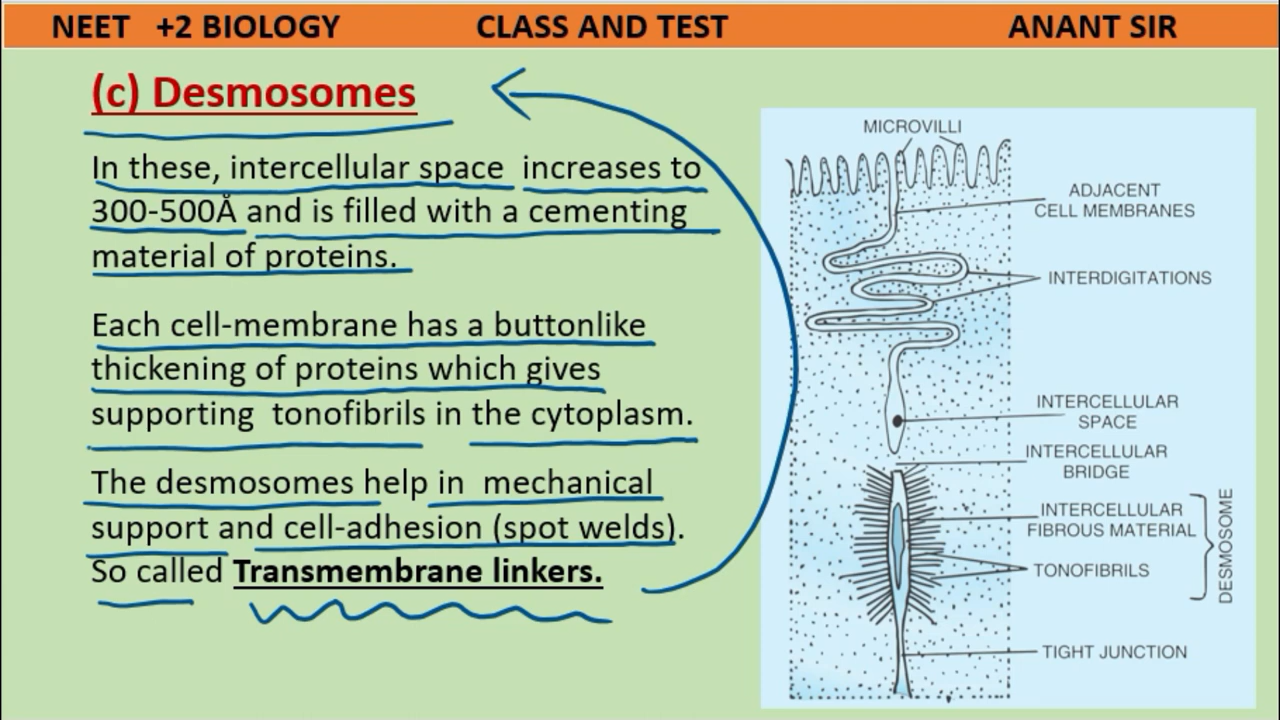 NEET +2 BIOLOGY CLASS AND TEST ANANT SIR
(c) Desmosomes
In these, intercellular space increases to
300-500Å and is filled with a cementing
material of proteins.
Each cell-membrane has a buttonlike
thickening of proteins which gives
supporting tonofibrils in the cytoplasm.
The desmosomes help in mechanical
support and cell-adhesion (spot welds).
So called Transmembrane linkers.
MICROVILLI
ADJACENT
CELL MEMBRANES
INTERDIGITATIONS
INTERCELLULAR
SPACE
INTERCELLULAR
BRIDGE
INTERCELLULAR
FIBROUS MATERIAL
TONOFIBRILS
DESMOSOME
TIGHT JUNCTION